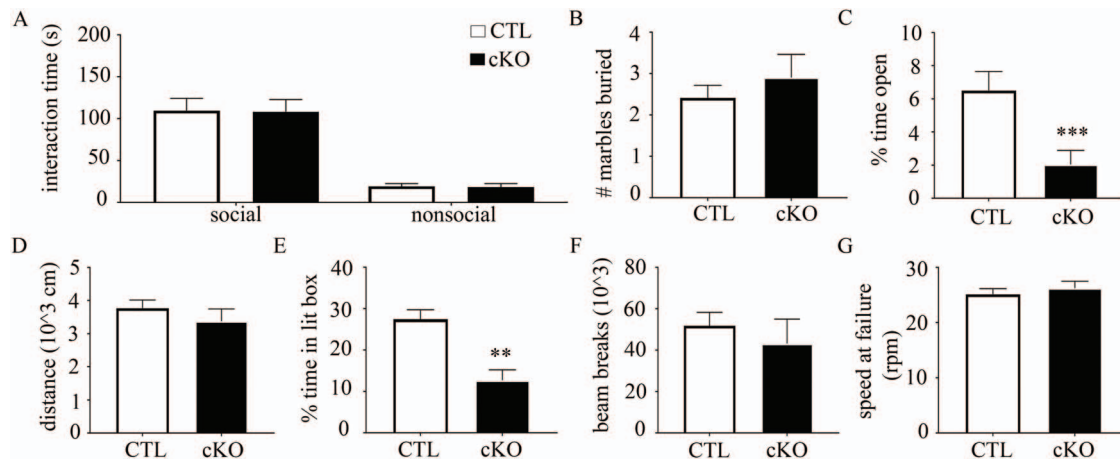 A
interaction time (s)
200
150
100
50
0
CTL
cKO
social nonsocial
B
# marbles buried
4
3
2
1
0
CTL cKO
C
% time open
10
8
6
4
2
0
***
CTL cKO
D
distance (10^3 cm)
5
4
3
2
1
0
CTL cKO
E
% time in lit box
40
30
20
10
0
**
CTL cKO
F
beam breaks (10^3)
80
60
40
20
0
CTL cKO
G
speed at failure
(rpm)
30
20
10
0
CTL cKO